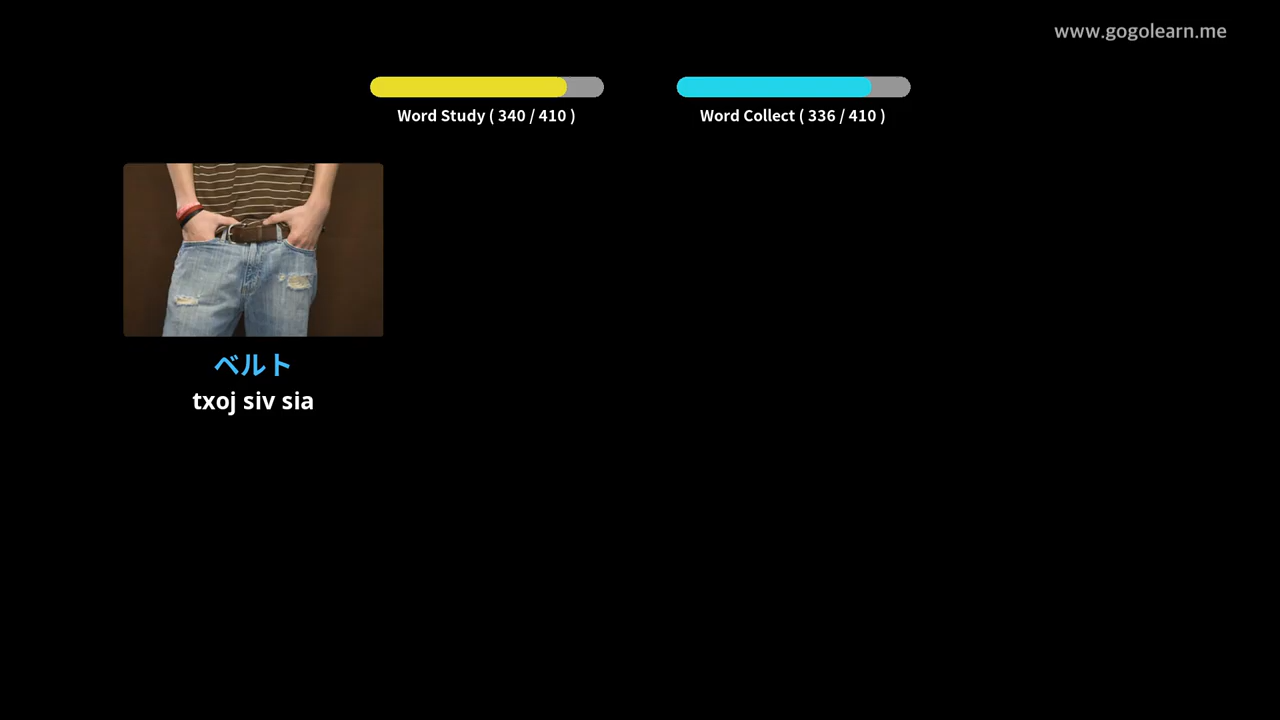 www.gogolearn.me
Word Study ( 340 / 410 )
Word Collect ( 336 / 410 )
ベルト
txoj siv sia